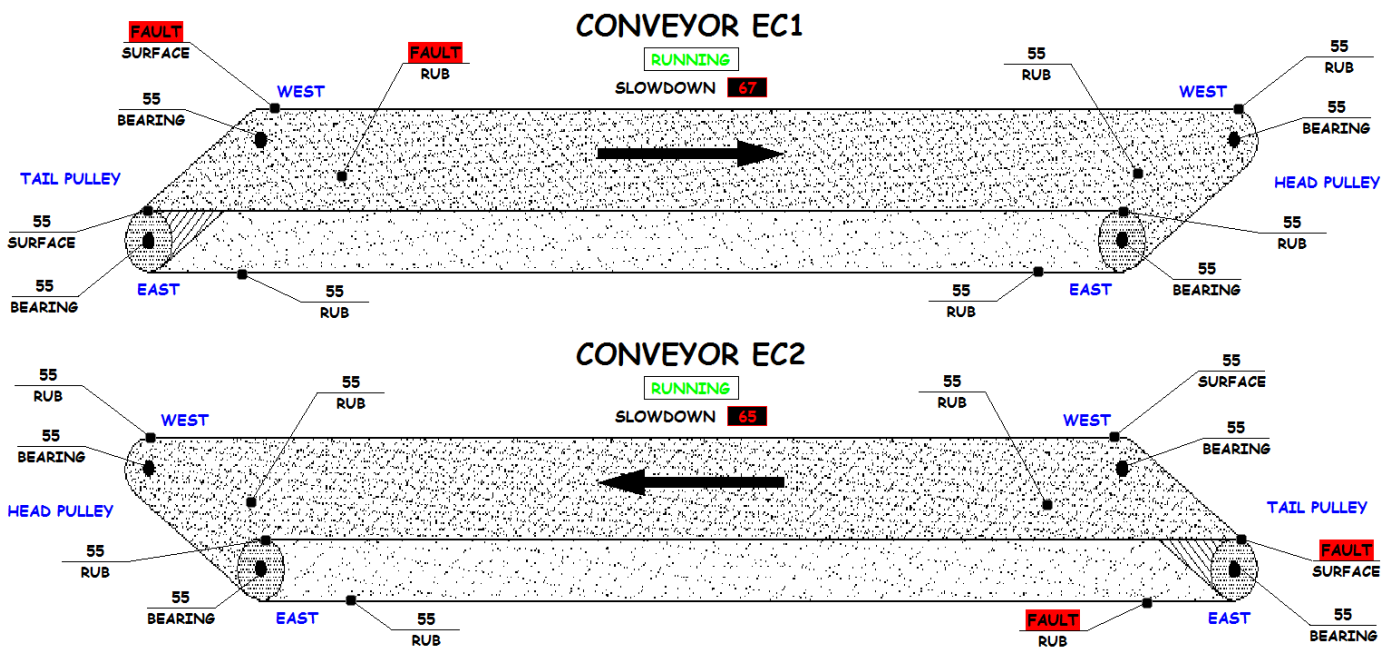 CONVEYOR EC1
FAULT
SURFACE
FAULT
RUB
RUNNING
SLOWDOWN 67
55
RUB
55
RUB
WEST
WEST
55
BEARING
55
BEARING
TAIL PULLEY
HEAD PULLEY
55
SURFACE
55
RUB
55
BEARING
EAST
55
RUB
55
RUB
EAST
55
BEARING
CONVEYOR EC2
55
RUB
55
RUB
RUNNING
SLOWDOWN 65
55
RUB
55
SURFACE
WEST
WEST
55
BEARING
55
BEARING
HEAD PULLEY
TAIL PULLEY
55
RUB
FAULT
SURFACE
55
BEARING
EAST
55
RUB
FAULT
RUB
EAST
55
BEARING